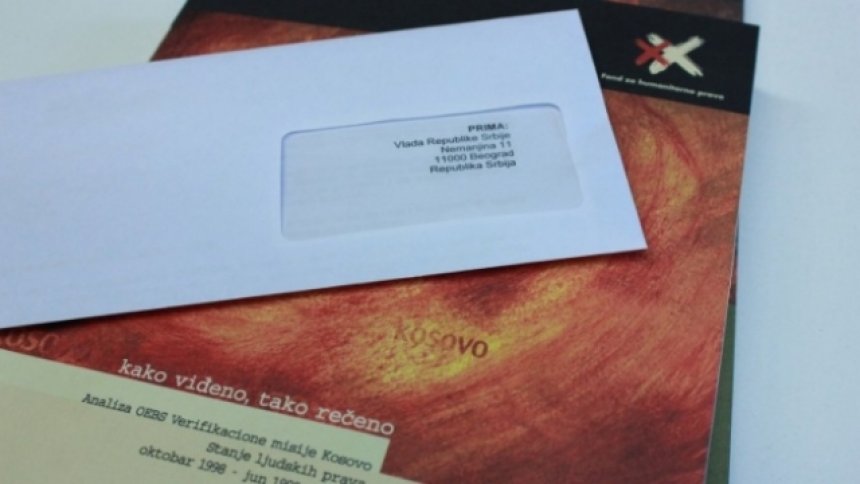 Fond za humanitarno pravo
PRIMA:
Vlada Republike Srbije
Nemanjina 11
11000 Beograd
Republika Srbija
kosovo
kako viđeno, tako rečeno
Analiza OEBS Verifikacione misije Kosovo
Stanje ljudskih prava
oktobar 1998 - jun